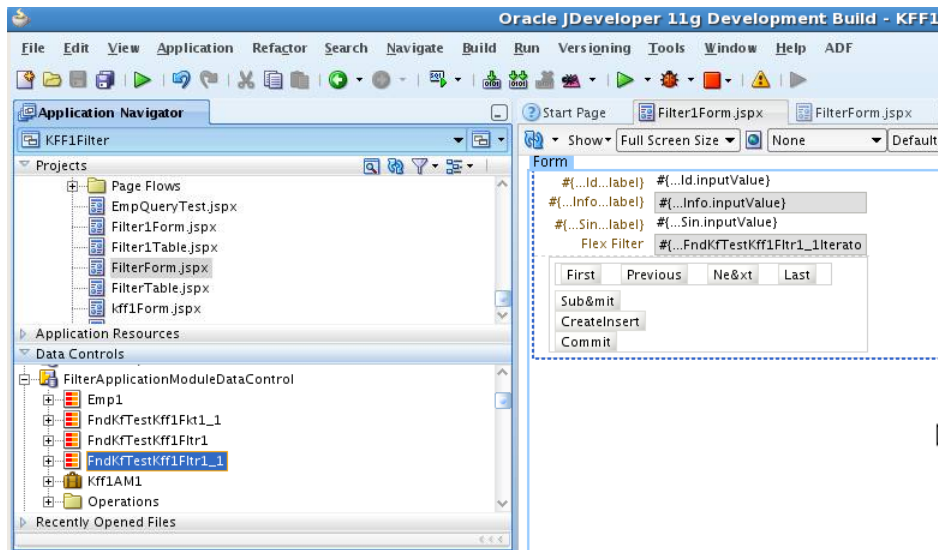 Oracle JDeveloper 11g Development Build - KFF1
File Edit View Application Refactor Search Navigate Build Run Versioning Tools Window Help ADF
Application Navigator
KFF1Filter
Projects
Page Flows
EmpQueryTest.jspx
Filter1Form.jspx
Filter1Table.jspx
FilterForm.jspx
FilterTable.jspx
kff1Form.jspx
Application Resources
Data Controls
FilterApplicationModuleDataControl
Emp1
FndKfTestKff1Fkt1_1
FndKfTestKff1Fltr1
FndKfTestKff1Fltr1_1
Kff1AM1
Operations
Recently Opened Files
Start Page Filter1Form.jspx FilterForm.jspx
Show Full Screen Size None Default
Form
#{...Id...label} #{...Id.inputValue}
#{...Info...label} #{...Info.inputValue}
#{...Sin...label} #{...Sin.inputValue}
Flex Filter #{...FndKfTestKff1Fltr1_1Iterato
First Previous Ne&xt Last
Sub&mit
CreateInsert
Commit